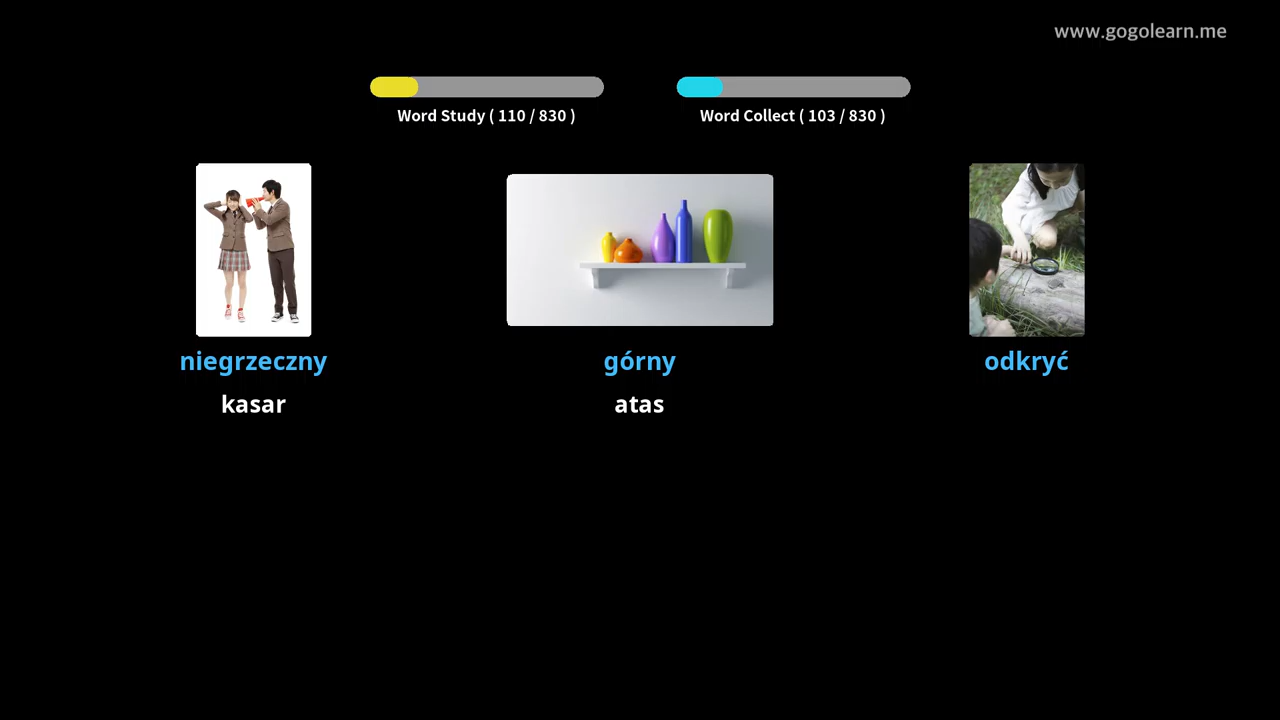 www.gogolearn.me
Word Study ( 110 / 830 )
Word Collect ( 103 / 830 )
niegrzeczny
górny
odkryć
kasar
atas